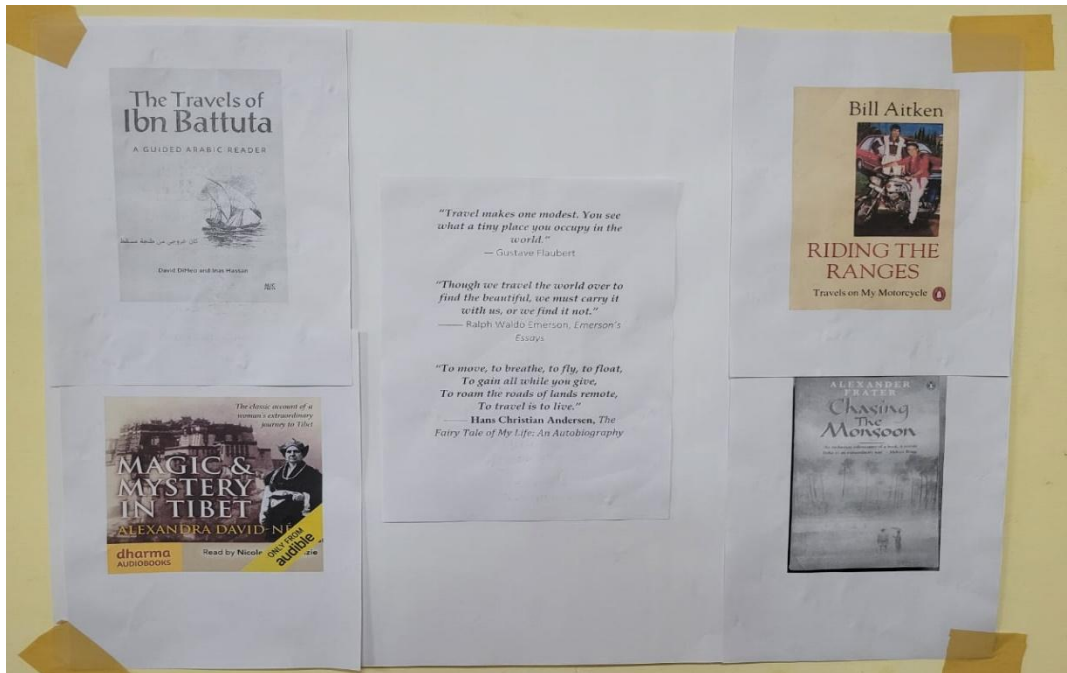 The Travels of
Ibn Battuta
A GUIDED ARABIC READER
David DiMeo and Inas Hassan
The classic account of a
woman's extraordinary
journey to Tibet
MAGIC &
MYSTERY
IN TIBET
ALEXANDRA DAVID-NÉ
dharma
AUDIOBOOKS
Read by Nicole
ONLY FROM
audible
"Travel makes one modest. You see
what a tiny place you occupy in the
world."
— Gustave Flaubert
"Though we travel the world over to
find the beautiful, we must carry it
with us, or we find it not."
—— Ralph Waldo Emerson, Emerson's
Essays
"To move, to breathe, to fly, to float,
To gain all while you give,
To roam the roads of lands remote,
To travel is to live."
—— Hans Christian Andersen, The
Fairy Tale of My Life: An Autobiography
Bill Aitken
RIDING THE
RANGES
Travels on My Motorcycle
ALEXANDER
FRATER
Chasing
The
Monsoon